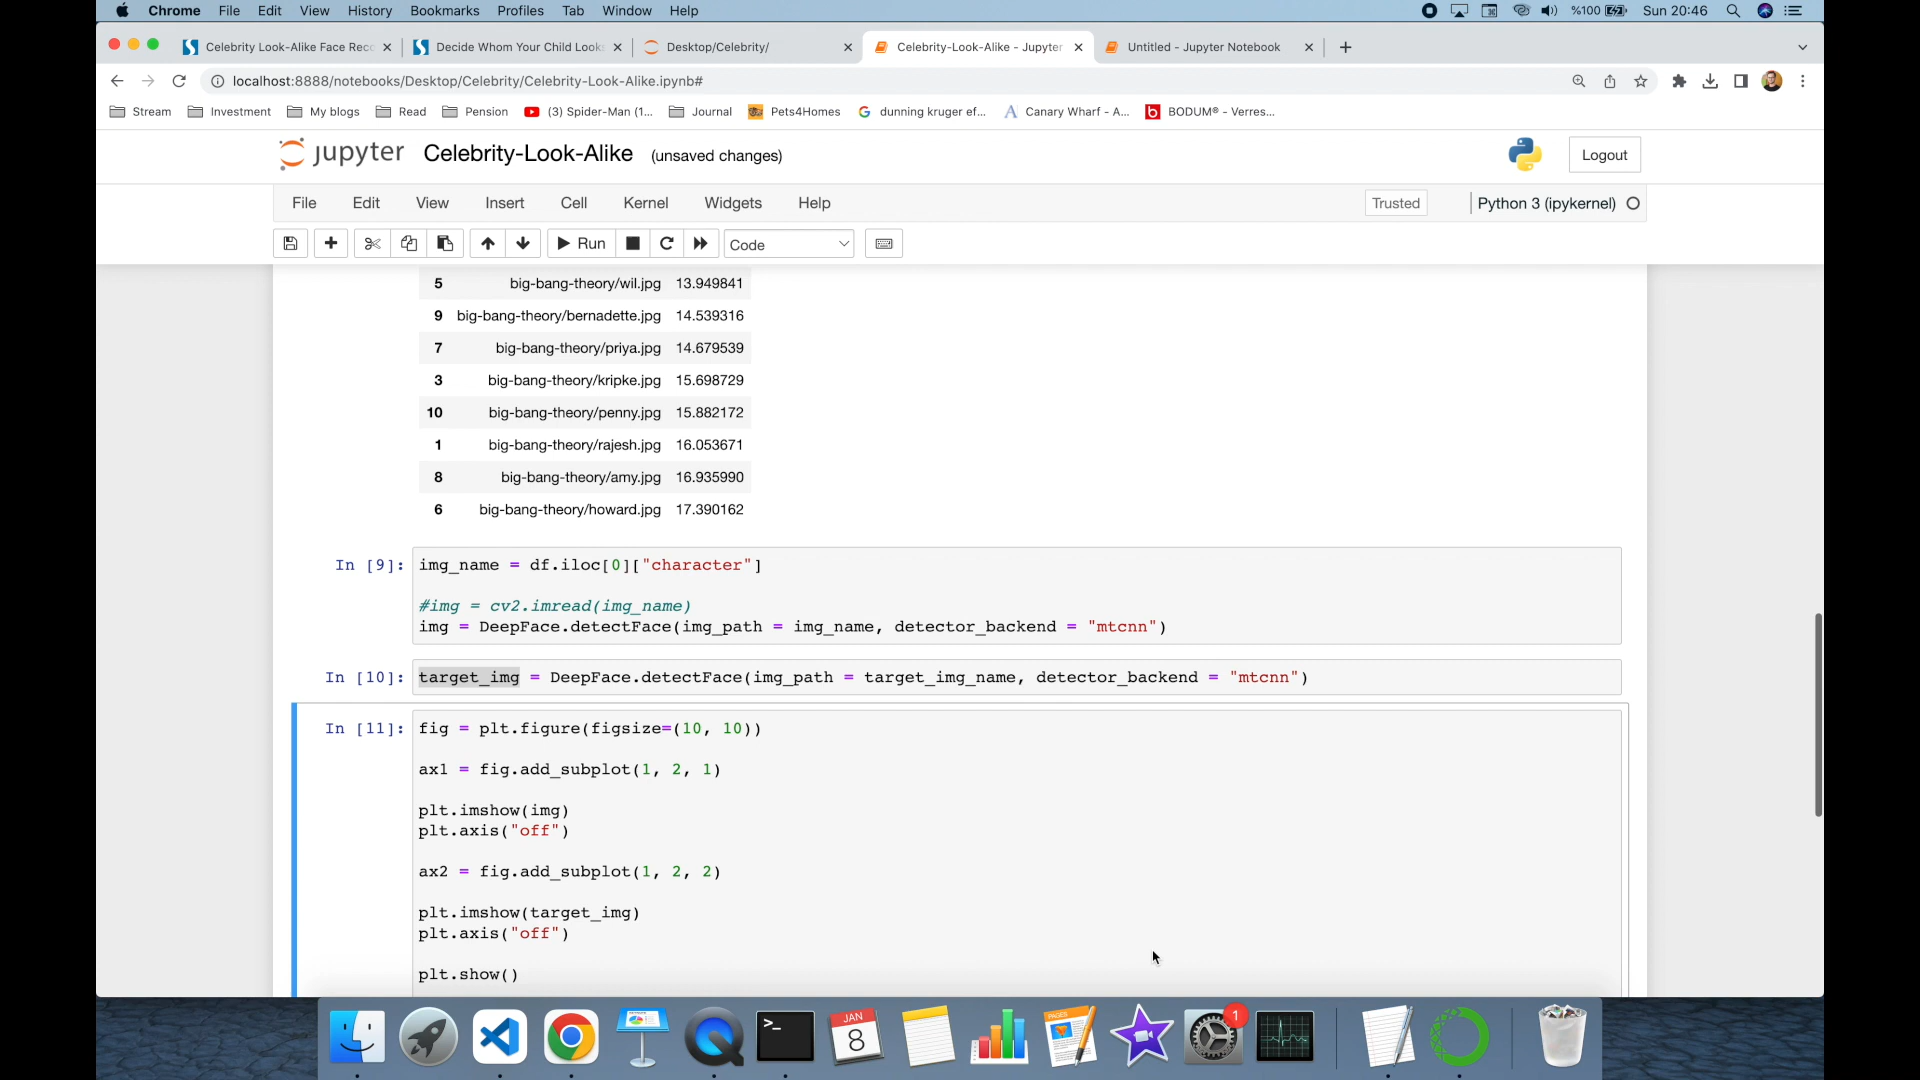 Chrome File Edit View History Bookmarks Profiles Tab Window Help %100 Sun 20:46
Celebrity Look-Alike Face Rec Decide Whom Your Child Look Desktop/Celebrity/ Celebrity-Look-Alike - Jupyter Untitled - Jupyter Notebook
localhost:8888/notebooks/Desktop/Celebrity/Celebrity-Look-Alike.ipynb#
Stream Investment My blogs Read Pension (3) Spider-Man (1... Journal Pets4Homes dunning kruger ef... Canary Wharf - A... BODUM® - Verres...
jupyter Celebrity-Look-Alike (unsaved changes) Logout
File Edit View Insert Cell Kernel Widgets Help Trusted Python 3 (ipykernel)
Run Code
5 big-bang-theory/wil.jpg 13.949841
9 big-bang-theory/bernadette.jpg 14.539316
7 big-bang-theory/priya.jpg 14.679539
3 big-bang-theory/kripke.jpg 15.698729
10 big-bang-theory/penny.jpg 15.882172
1 big-bang-theory/rajesh.jpg 16.053671
8 big-bang-theory/amy.jpg 16.935990
6 big-bang-theory/howard.jpg 17.390162
In [9]: img_name = df.iloc[0]["character"]
#img = cv2.imread(img_name)
img = DeepFace.detectFace(img_path = img_name, detector_backend = "mtcnn")
In [10]: target_img = DeepFace.detectFace(img_path = target_img_name, detector_backend = "mtcnn")
In [11]: fig = plt.figure(figsize=(10, 10))
ax1 = fig.add_subplot(1, 2, 1)
plt.imshow(img)
plt.axis("off")
ax2 = fig.add_subplot(1, 2, 2)
plt.imshow(target_img)
plt.axis("off")
plt.show()
JAN
8
PAGES
1